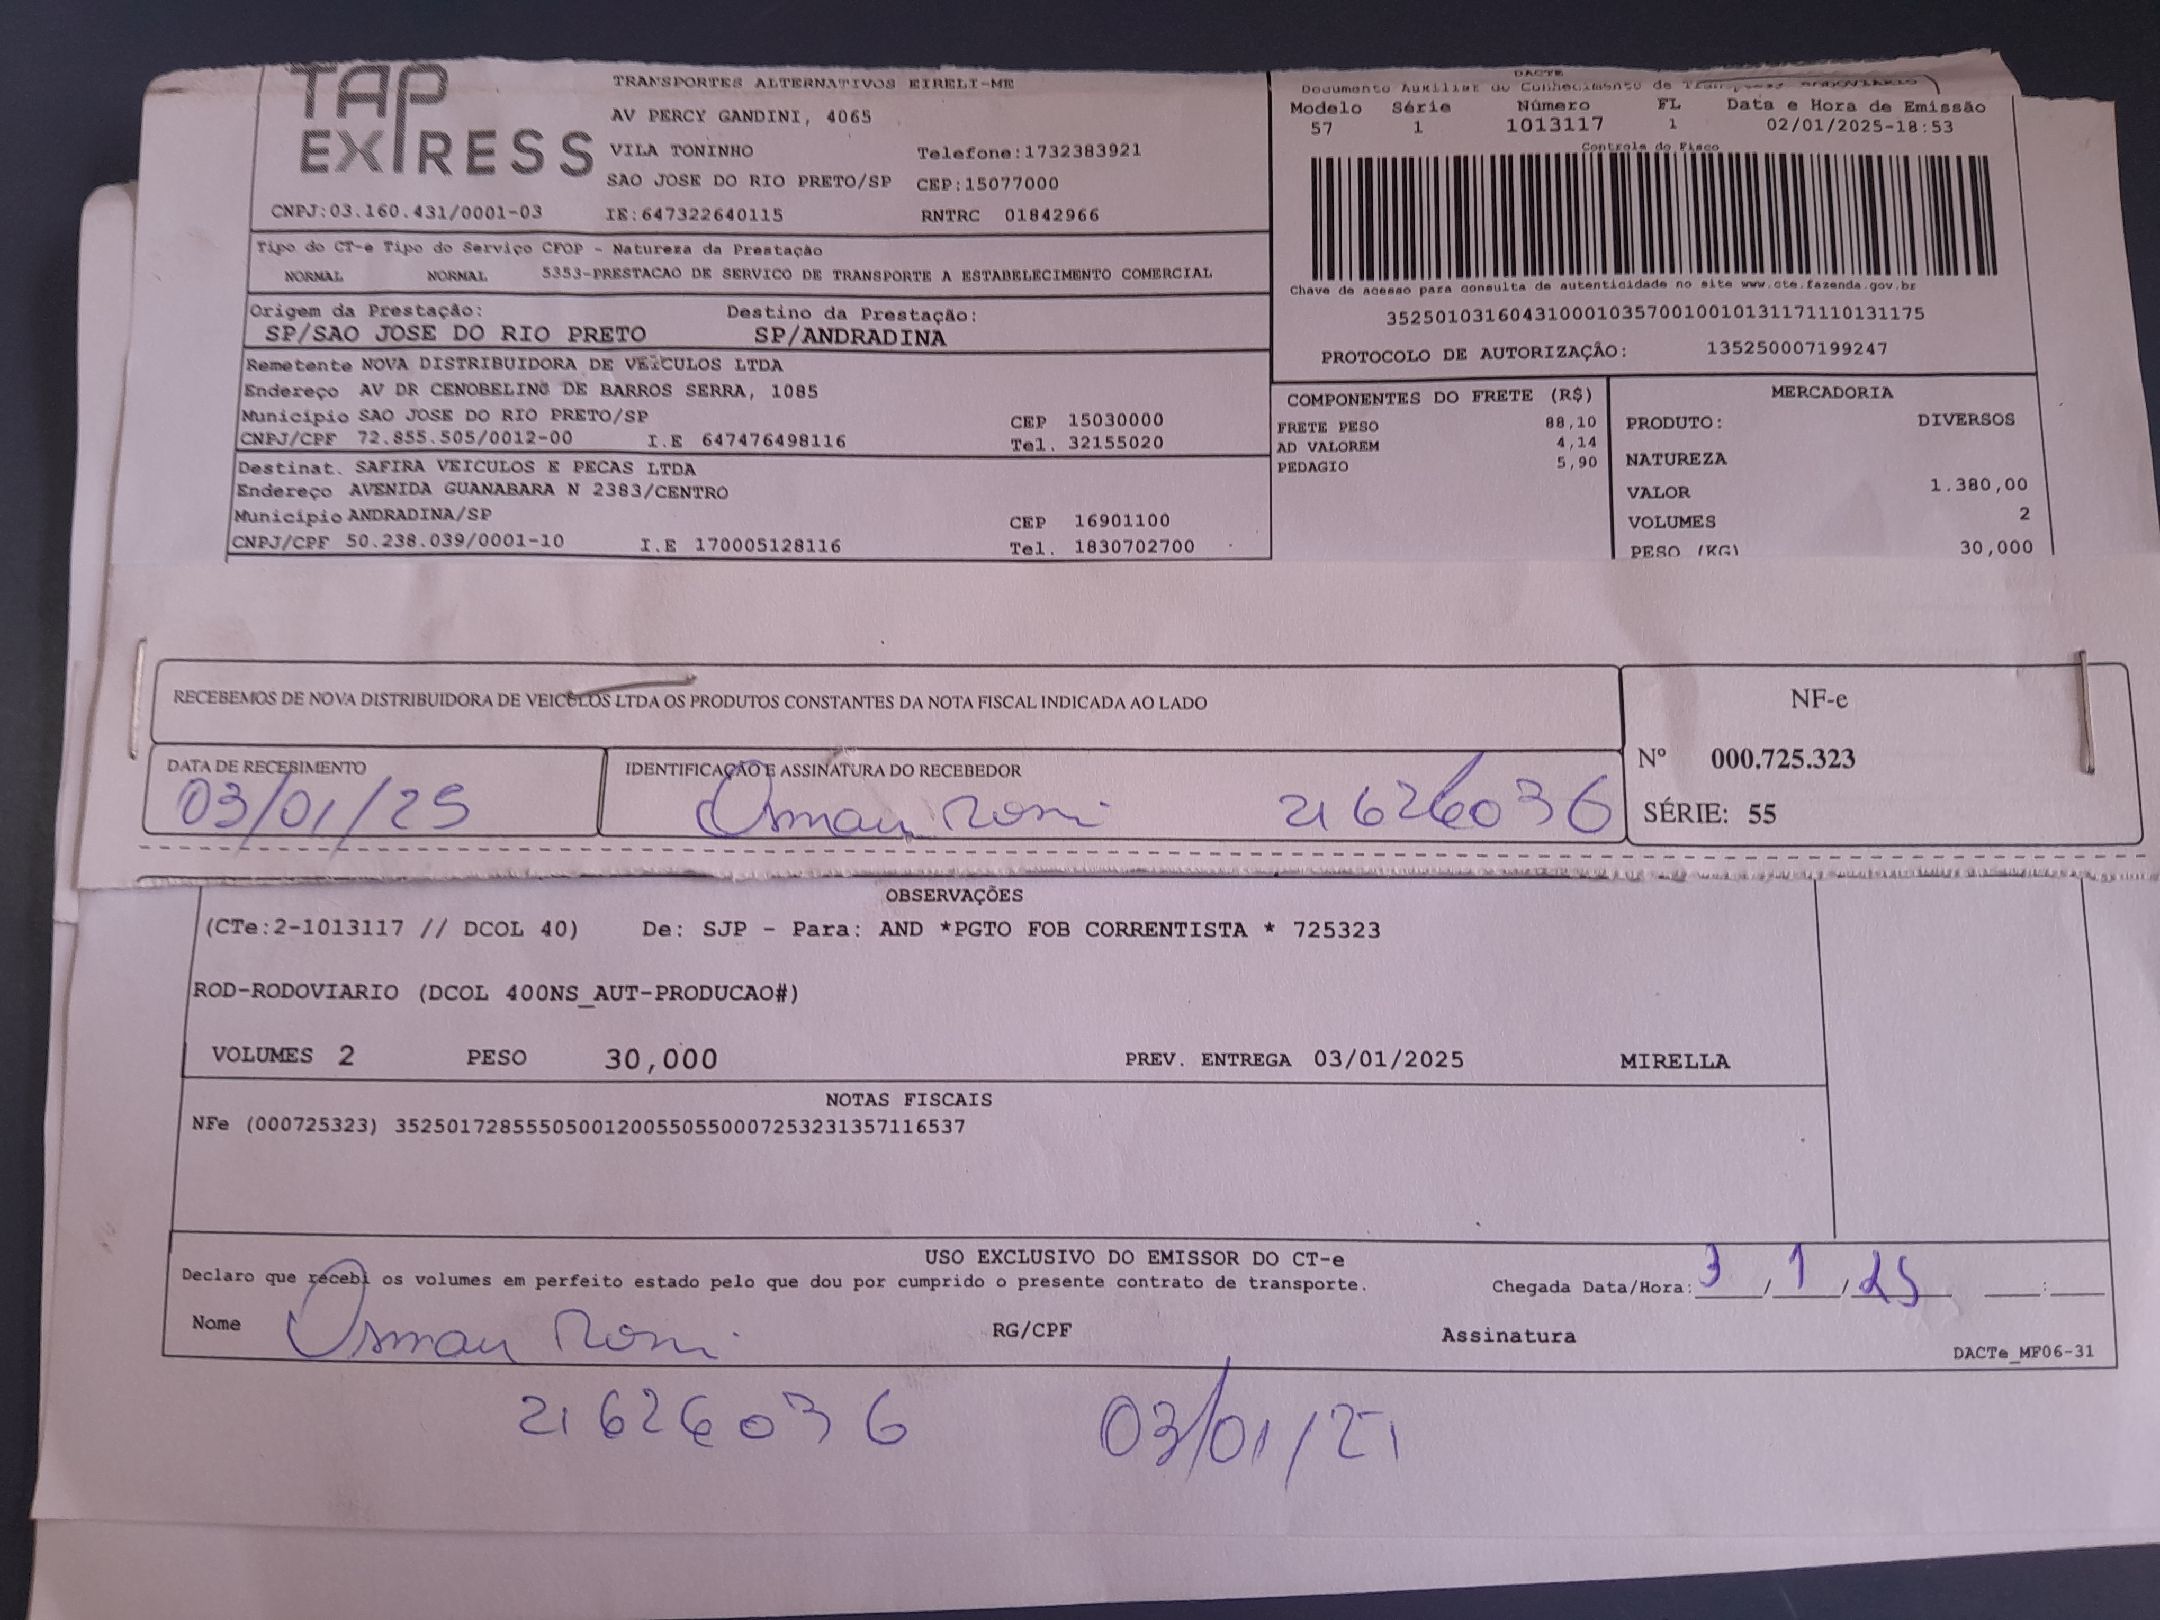 TAP EXPRESS
TRANSPORTES ALTERNATIVOS EIRELI-ME
AV PERCY GANDINI, 4065
VILA TONINHO Telefone:1732383921
SAO JOSE DO RIO PRETO/SP CEP:15077000
CNPJ:03.160.431/0001-03 IE:647322640115 RNTRC 01842966
DACTE
Documento Auxiliar do Conhecimento de Transporte RODOVIARIO
Modelo Série Número FL Data e Hora de Emissão
57 1 1013117 1 02/01/2025-18:53
Controle do Fisco
Chave de acesso para consulta de autenticidade no site www.cte.fazenda.gov.br
35250103160431000103570010010131171110131175
PROTOCOLO DE AUTORIZAÇÃO: 135250007199247
Tipo do CT-e Tipo do Serviço CFOP - Natureza da Prestação
NORMAL NORMAL 5353-PRESTACAO DE SERVICO DE TRANSPORTE A ESTABELECIMENTO COMERCIAL
Origem da Prestação: Destino da Prestação:
SP/SAO JOSE DO RIO PRETO SP/ANDRADINA
Remetente NOVA DISTRIBUIDORA DE VEICULOS LTDA
Endereço AV DR CENOBELINO DE BARROS SERRA, 1085
Município SAO JOSE DO RIO PRETO/SP CEP 15030000
CNPJ/CPF 72.855.505/0012-00 I.E 647476498116 Tel. 32155020
Destinat. SAFIRA VEICULOS E PECAS LTDA
Endereço AVENIDA GUANABARA N 2383/CENTRO
Município ANDRADINA/SP CEP 16901100
CNPJ/CPF 50.238.039/0001-10 I.E 170005128116 Tel. 1830702700
COMPONENTES DO FRETE (R$)
FRETE PESO 88,10
AD VALOREM 4,14
PEDAGIO 5,90
MERCADORIA
PRODUTO: DIVERSOS
NATUREZA
VALOR 1.380,00
VOLUMES 2
PESO (KG) 30,000
RECEBEMOS DE NOVA DISTRIBUIDORA DE VEICULOS LTDA OS PRODUTOS CONSTANTES DA NOTA FISCAL INDICADA AO LADO
NF-e
Nº 000.725.323
SÉRIE: 55
DATA DE RECEBIMENTO IDENTIFICAÇÃO E ASSINATURA DO RECEBEDOR
03/01/25 Osmau Roni 21626036
OBSERVAÇÕES
(CTe:2-1013117 // DCOL 40) De: SJP - Para: AND *PGTO FOB CORRENTISTA * 725323
ROD-RODOVIARIO (DCOL 400NS_AUT-PRODUCAO#)
VOLUMES 2 PESO 30,000 PREV. ENTREGA 03/01/2025 MIRELLA
NOTAS FISCAIS
NFe (000725323) 35250172855505001200550550007253231357116537
USO EXCLUSIVO DO EMISSOR DO CT-e
Declaro que recebi os volumes em perfeito estado pelo que dou por cumprido o presente contrato de transporte. Chegada Data/Hora: 3 / 1 / 25 :
Nome Osmau Roni RG/CPF Assinatura
DACTe_MF06-31
21626036 03/01/21